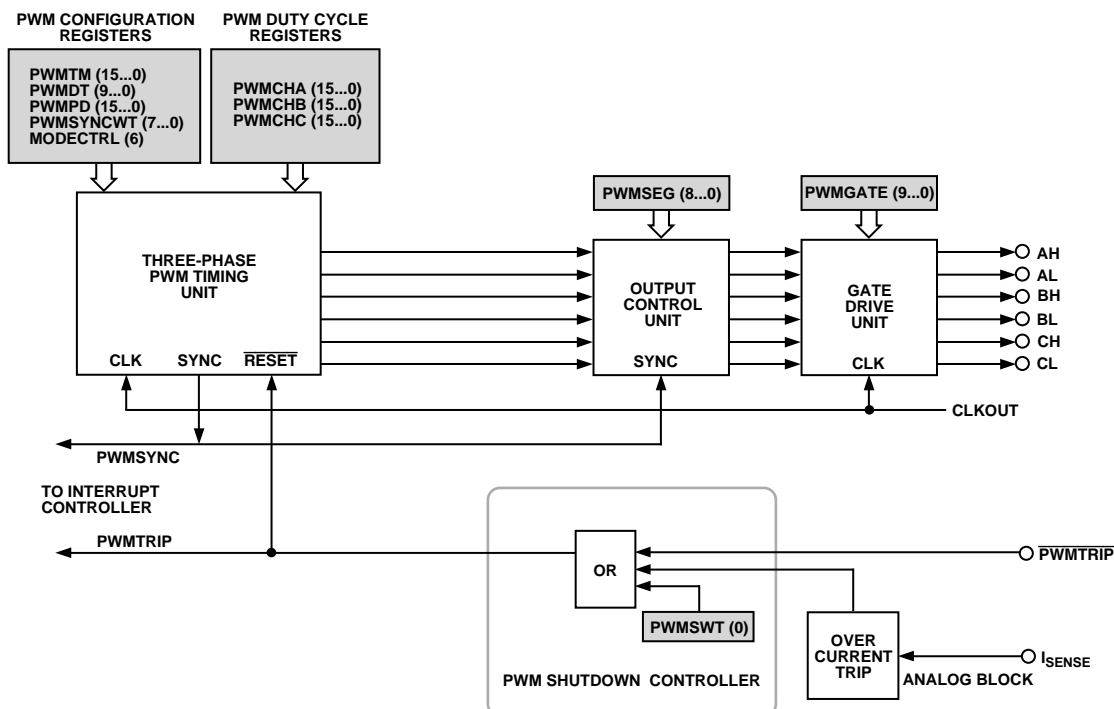 PWM CONFIGURATION
REGISTERS
PWM DUTY CYCLE
REGISTERS
PWMTM (15...0)
PWMDT (9...0)
PWMPD (15...0)
PWMSYNCWT (7...0)
MODECTRL (6)
PWMCHA (15...0)
PWMCHB (15...0)
PWMCHC (15...0)
PWMSEG (8...0)
PWMGATE (9...0)
THREE-PHASE
PWM TIMING
UNIT
CLK
SYNC
RESET
OUTPUT
CONTROL
UNIT
SYNC
GATE
DRIVE
UNIT
CLK
AH
AL
BH
BL
CH
CL
CLKOUT
PWMSYNC
TO INTERRUPT
CONTROLLER
PWMTRIP
OR
PWMTRIP
PWMSWT (0)
OVER
CURRENT
TRIP
ISENSE
ANALOG BLOCK
PWM SHUTDOWN CONTROLLER